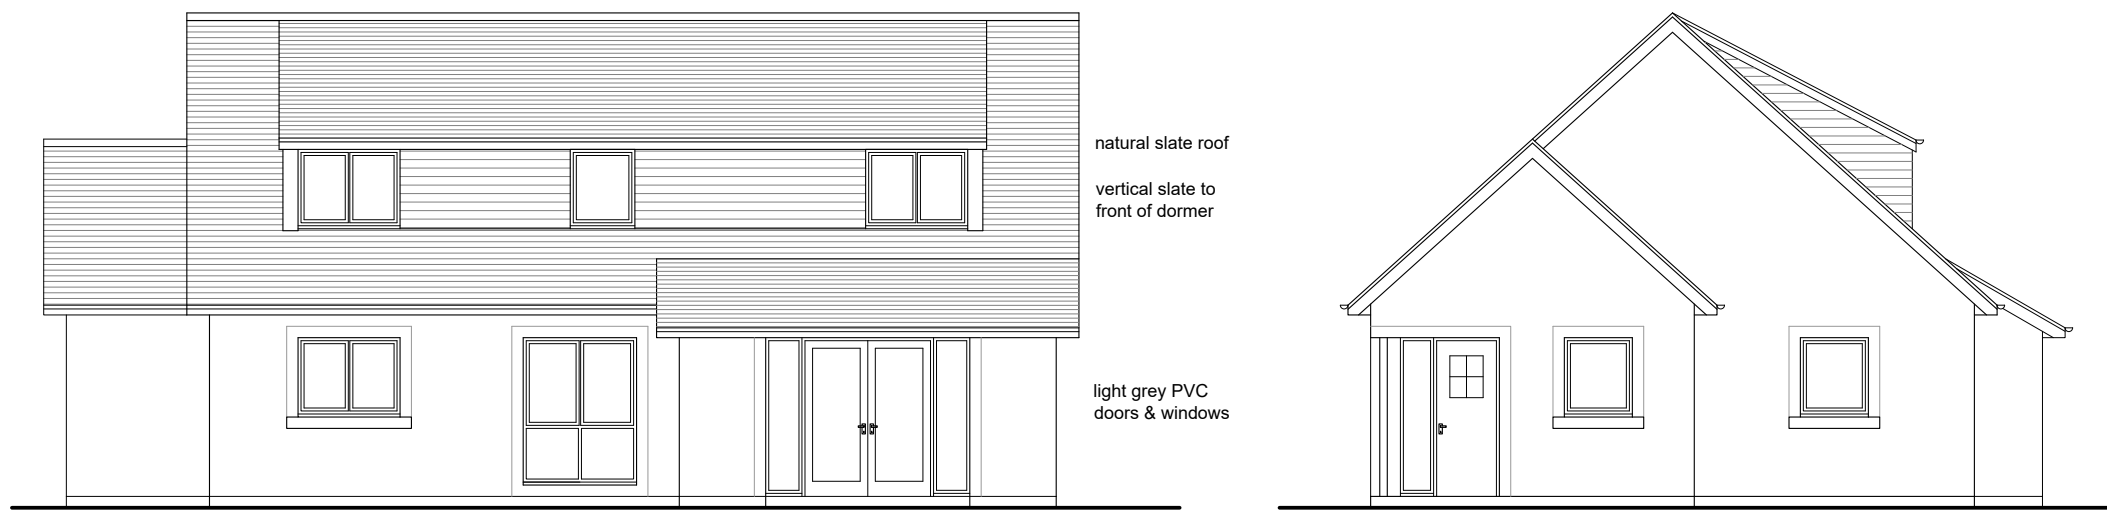 natural slate roof
vertical slate to
front of dormer
light grey PVC
doors & windows